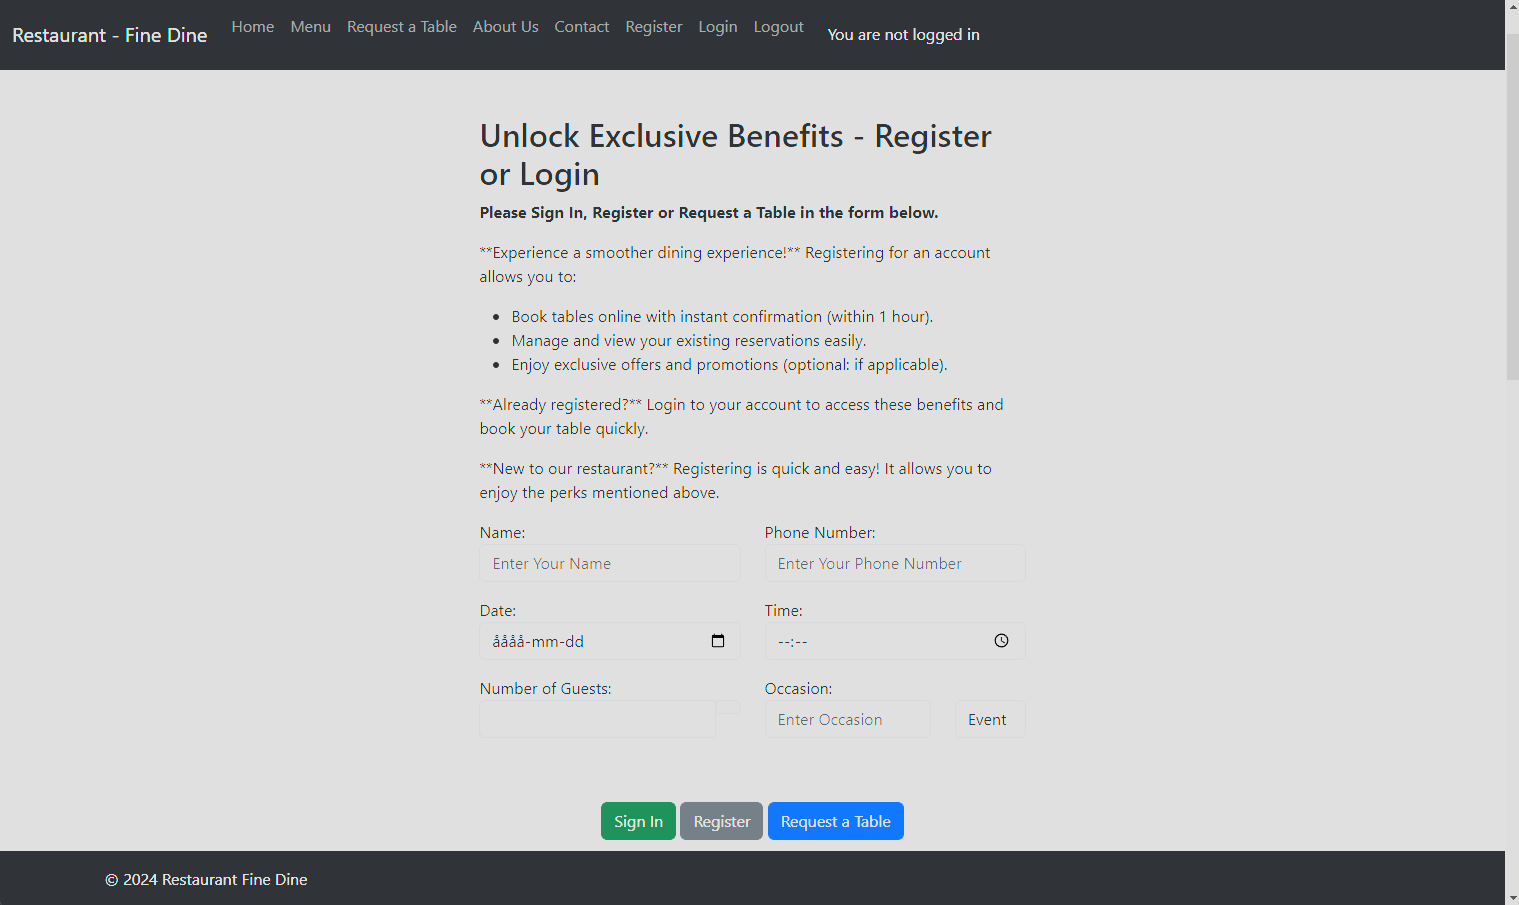 Restaurant - Fine Dine
Home Menu Request a Table About Us Contact Register Login Logout
You are not logged in
Unlock Exclusive Benefits - Register
or Login
Please Sign In, Register or Request a Table in the form below.
**Experience a smoother dining experience!** Registering for an account
allows you to:
Book tables online with instant confirmation (within 1 hour).
Manage and view your existing reservations easily.
Enjoy exclusive offers and promotions (optional: if applicable).
**Already registered?** Login to your account to access these benefits and
book your table quickly.
**New to our restaurant?** Registering is quick and easy! It allows you to
enjoy the perks mentioned above.
Name: Phone Number:
Enter Your Name Enter Your Phone Number
Date: Time:
åååå-mm-dd --:--
Number of Guests: Occasion:
Enter Occasion Event
Sign In Register Request a Table
© 2024 Restaurant Fine Dine